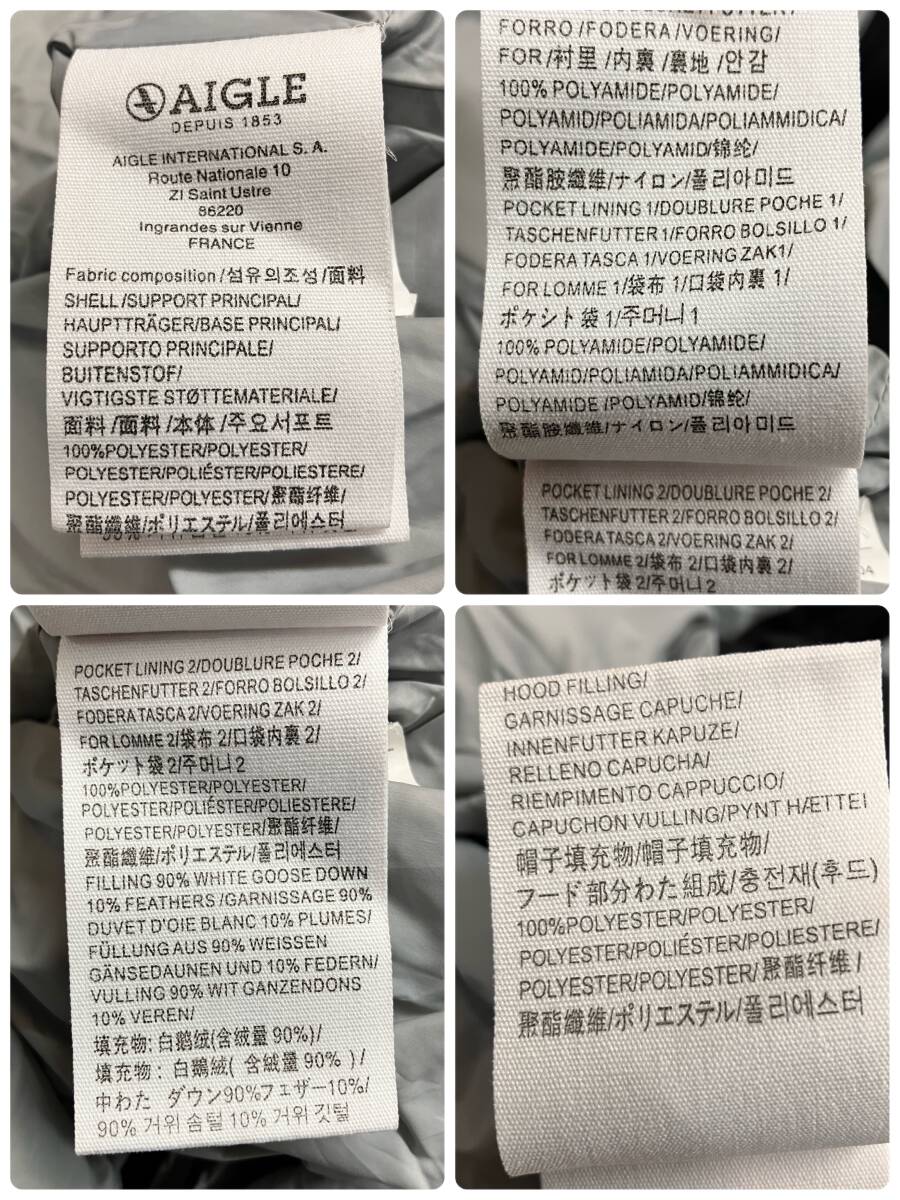 AIGLE
DEPUIS 1853
AIGLE INTERNATIONAL S. A.
Route Nationale 10
ZI Saint Ustre
86220
Ingrandes sur Vienne
FRANCE
Fabric composition/섬유의조성/面料
SHELL/SUPPORT PRINCIPAL/
HAUPTTRÄGER/BASE PRINCIPAL/
SUPPORTO PRINCIPALE/
BUITENSTOF/
VIGTIGSTE STØTTEMATERIALE/
面料/面料/本体/주요서포트
100%POLYESTER/POLYESTER/
POLYESTER/POLIÉSTER/POLIESTERE/
POLYESTER/POLYESTER/聚酯纤维/
聚酯纖維/ポリエステル/폴리에스터
FORRO/FODERA/VOERING/
FOR/衬里/内裏/裏地/안감
100% POLYAMIDE/POLYAMIDE/
POLYAMID/POLIAMIDA/POLIAMMIDICA/
POLYAMIDE/POLYAMID/锦纶/
聚酯胺纖維/ナイロン/폴리아미드
POCKET LINING 1/DOUBLURE POCHE 1/
TASCHENFUTTER 1/FORRO BOLSILLO 1/
FODERA TASCA 1/VOERING ZAK1/
FOR LOMME 1/袋布 1/口袋内裏 1/
ポケシト袋 1/주머니 1
100% POLYAMIDE/POLYAMIDE/
POLYAMID/POLIAMIDA/POLIAMMIDICA/
POLYAMIDE/POLYAMID/锦纶/
聚酯胺纖維/ナイロン/폴리아미드
POCKET LINING 2/DOUBLURE POCHE 2/
TASCHENFUTTER 2/FORRO BOLSILLO 2/
FODERA TASCA 2/VOERING ZAK 2/
FOR LOMME 2/袋布 2/口袋内裏 2/
ポケット袋 2/주머니 2
POCKET LINING 2/DOUBLURE POCHE 2/
TASCHENFUTTER 2/FORRO BOLSILLO 2/
FODERA TASCA 2/VOERING ZAK 2/
FOR LOMME 2/袋布 2/口袋内裏 2/
ポケット袋 2/주머니 2
100%POLYESTER/POLYESTER/
POLYESTER/POLIÉSTER/POLIESTERE/
POLYESTER/POLYESTER/聚酯纤维/
聚酯纖維/ポリエステル/폴리에스터
FILLING 90% WHITE GOOSE DOWN
10% FEATHERS/GARNISSAGE 90%
DUVET D'OIE BLANC 10% PLUMES/
FÜLLUNG AUS 90% WEISSEN
GÄNSEDAUNEN UND 10% FEDERN/
VULLING 90% WIT GANZENDONS
10% VEREN/
填充物: 白鹅绒(含绒量 90%)/
填充物: 白鵝絨( 含絨量 90% )/
中わた ダウン90%フェザー10%/
90% 거위 솜털 10% 거위 깃털
HOOD FILLING/
GARNISSAGE CAPUCHE/
INNENFUTTER KAPUZE/
RELLENO CAPUCHA/
RIEMPIMENTO CAPPUCCIO/
CAPUCHON VULLING/PYNT HÆTTEI
帽子填充物/帽子填充物/
フード部分わた組成/충전재(후드)
100%POLYESTER/POLYESTER/
POLYESTER/POLIÉSTER/POLIESTERE/
POLYESTER/POLYESTER/聚酯纤维/
聚酯纖維/ポリエステル/폴리에스터